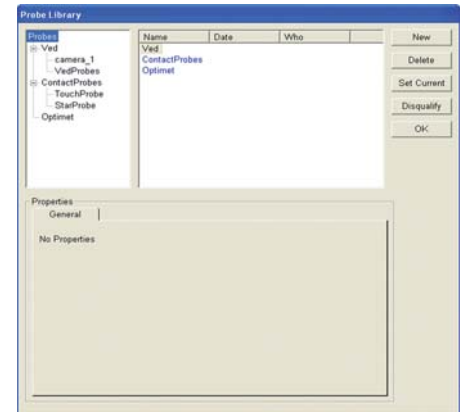 Probe Library
Probes
Ved
camera_1
VedProbes
ContactProbes
TouchProbe
StarProbe
Optimet
Name Date Who
Ved
ContactProbes
Optimet
New
Delete
Set Current
Disqualify
OK
Properties
General
No Properties